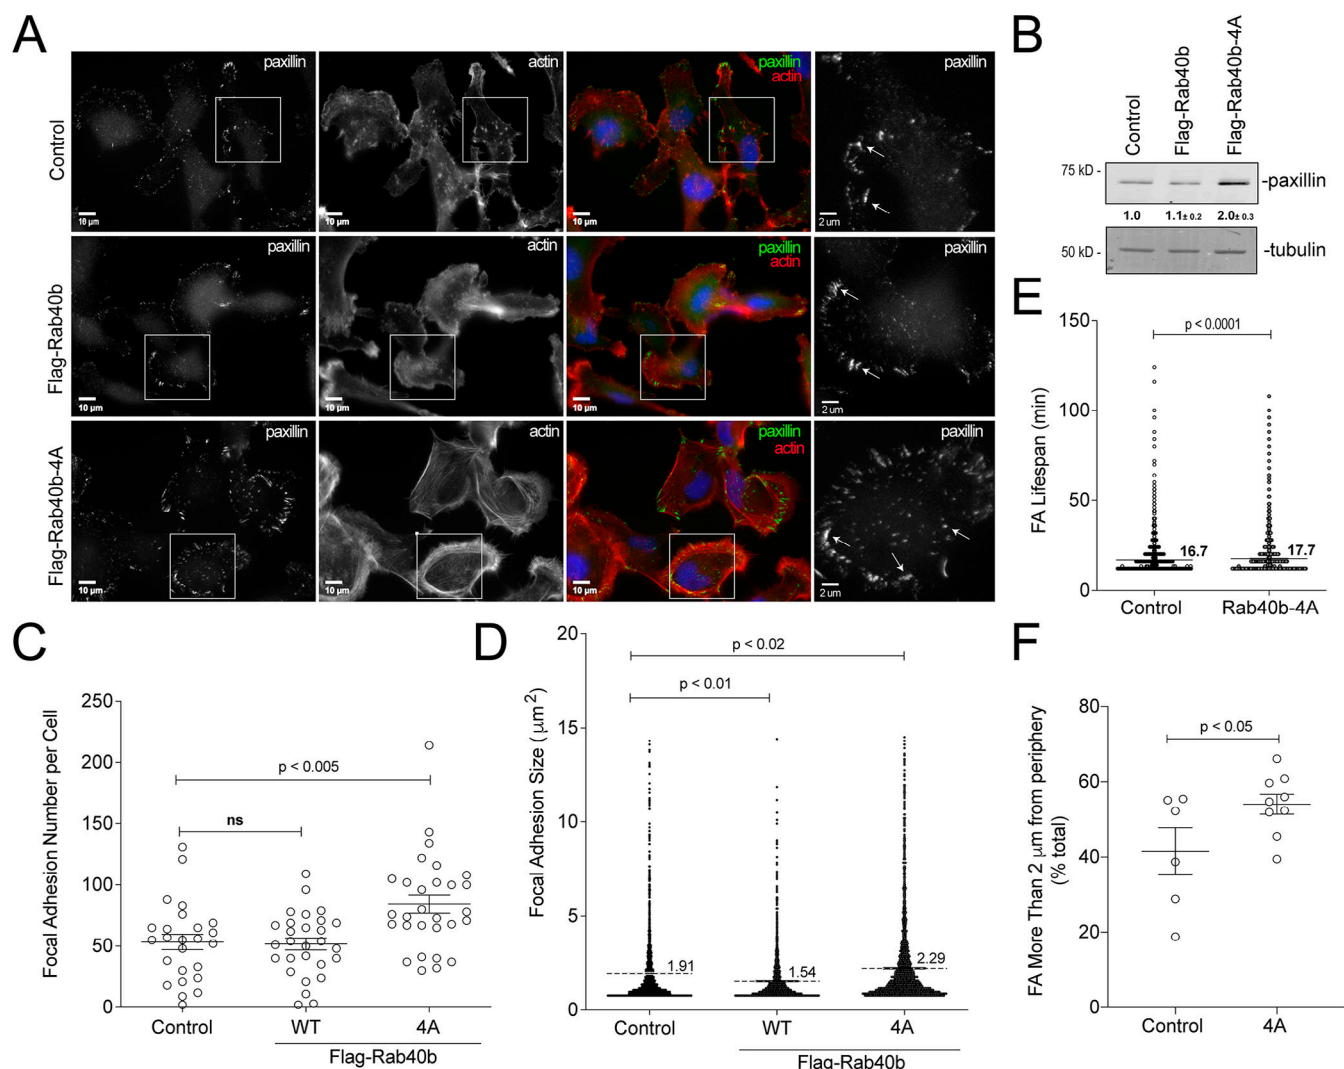 A
Control
paxillin
10 µm
actin
10 µm
paxillin
actin
10 µm
paxillin
2 um
Flag-Rab40b
paxillin
10 µm
actin
10 µm
paxillin
actin
10 µm
paxillin
2 um
Flag-Rab40b-4A
paxillin
10 µm
actin
10 µm
paxillin
actin
10 µm
paxillin
2 um
B
Control
Flag-Rab40b
Flag-Rab40b-4A
75 kD -
-paxillin
1.0 1.1± 0.2 2.0± 0.3
50 kD -
-tubulin
E
FA Lifespan (min)
150
100
50
0
p < 0.0001
16.7
17.7
Control Rab40b-4A
C
Focal Adhesion Number per Cell
250
200
150
100
50
0
p < 0.005
ns
Control WT 4A
Flag-Rab40b
D
Focal Adhesion Size ( µm²)
20
15
10
5
0
p < 0.02
p < 0.01
1.91
1.54
2.29
Control WT 4A
Flag-Rab40b
F
FA More Than 2 µm from periphery
(% total)
80
60
40
20
0
p < 0.05
Control 4A